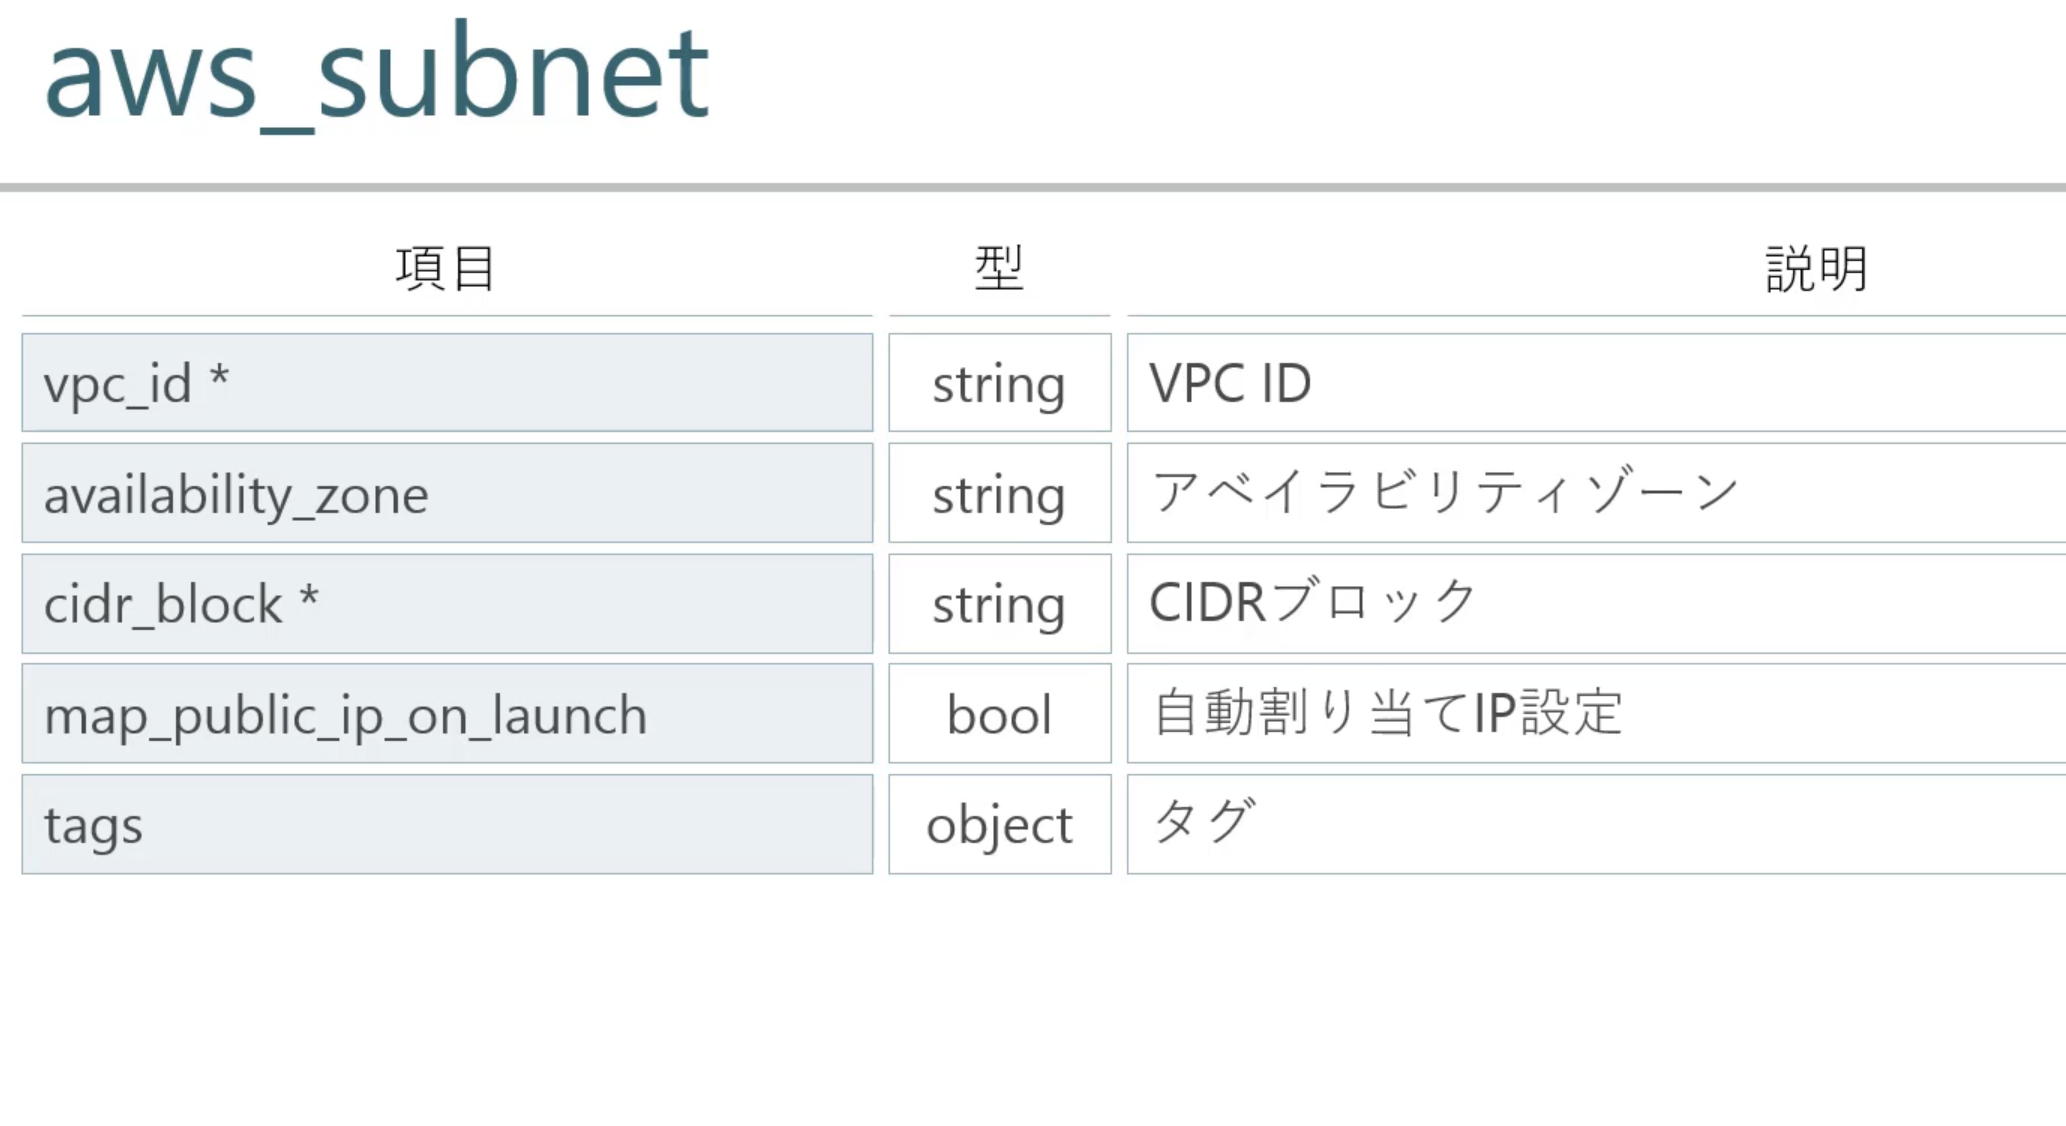 aws_subnet
項目 型 説明
vpc_id * string VPC ID
availability_zone string アベイラビリティゾーン
cidr_block * string CIDRブロック
map_public_ip_on_launch bool 自動割り当てIP設定
tags object タグ